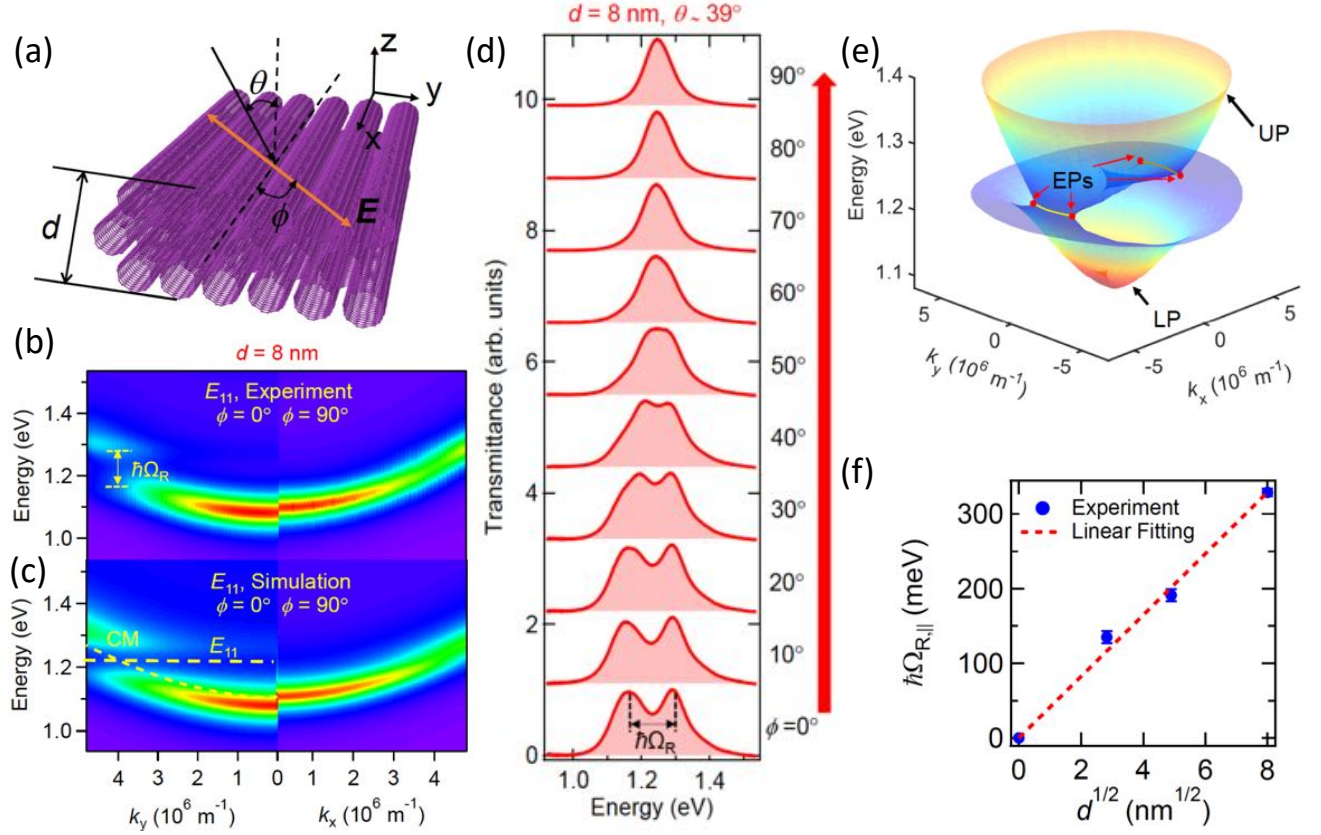 (a)
θ
z
y
x
d
ϕ
E
(b)
d = 8 nm
E11, Experiment
ϕ = 0° ϕ = 90°
ħΩR
Energy (eV)
1.4
1.2
1.0
(c)
E11, Simulation
ϕ = 0° ϕ = 90°
CM
E11
Energy (eV)
1.4
1.2
1.0
4 3 2 1 0 1 2 3 4
ky (10^6 m^-1) kx (10^6 m^-1)
(d)
d = 8 nm, θ ~ 39°
Transmittance (arb. units)
10
8
6
4
2
0
90°
80°
70°
60°
50°
40°
30°
20°
10°
ϕ = 0°
ħΩR
1.0 1.2 1.4
Energy (eV)
(e)
Energy (eV)
1.4
1.3
1.2
1.1
UP
EPs
LP
5 0 -5
ky (10^6 m^-1)
-5 0 5
kx (10^6 m^-1)
(f)
ħΩR,|| (meV)
300
200
100
0
Experiment
Linear Fitting
0 2 4 6 8
d^1/2 (nm^1/2)